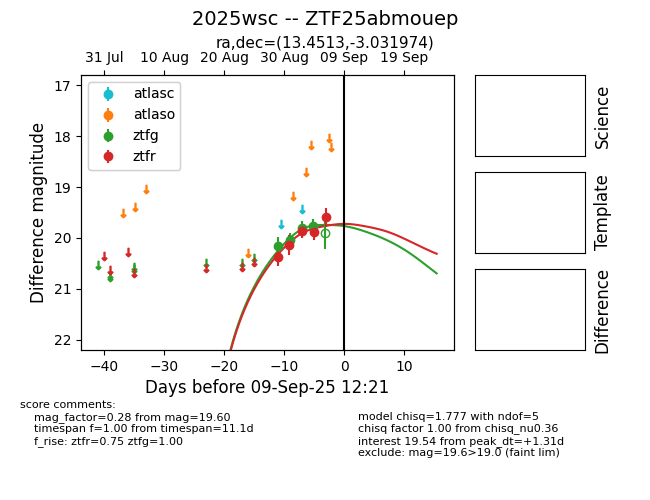 2025wsc -- ZTF25abmouep
ra,dec=(13.4513,-3.031974)
31 Jul 10 Aug 20 Aug 30 Aug 09 Sep 19 Sep
17
18
19
20
21
22
Difference magnitude
atlasc
atlaso
ztfg
ztfr
−40 −30 −20 −10 0 10
Days before 09-Sep-25 12:21
Science
Template
Difference
score comments:
mag_factor=0.28 from mag=19.60
timespan f=1.00 from timespan=11.1d
f_rise: ztfr=0.75 ztfg=1.00
model chisq=1.777 with ndof=5
chisq factor 1.00 from chisq_nu0.36
interest 19.54 from peak_dt=+1.31d
exclude: mag=19.6>19.0 (faint lim)